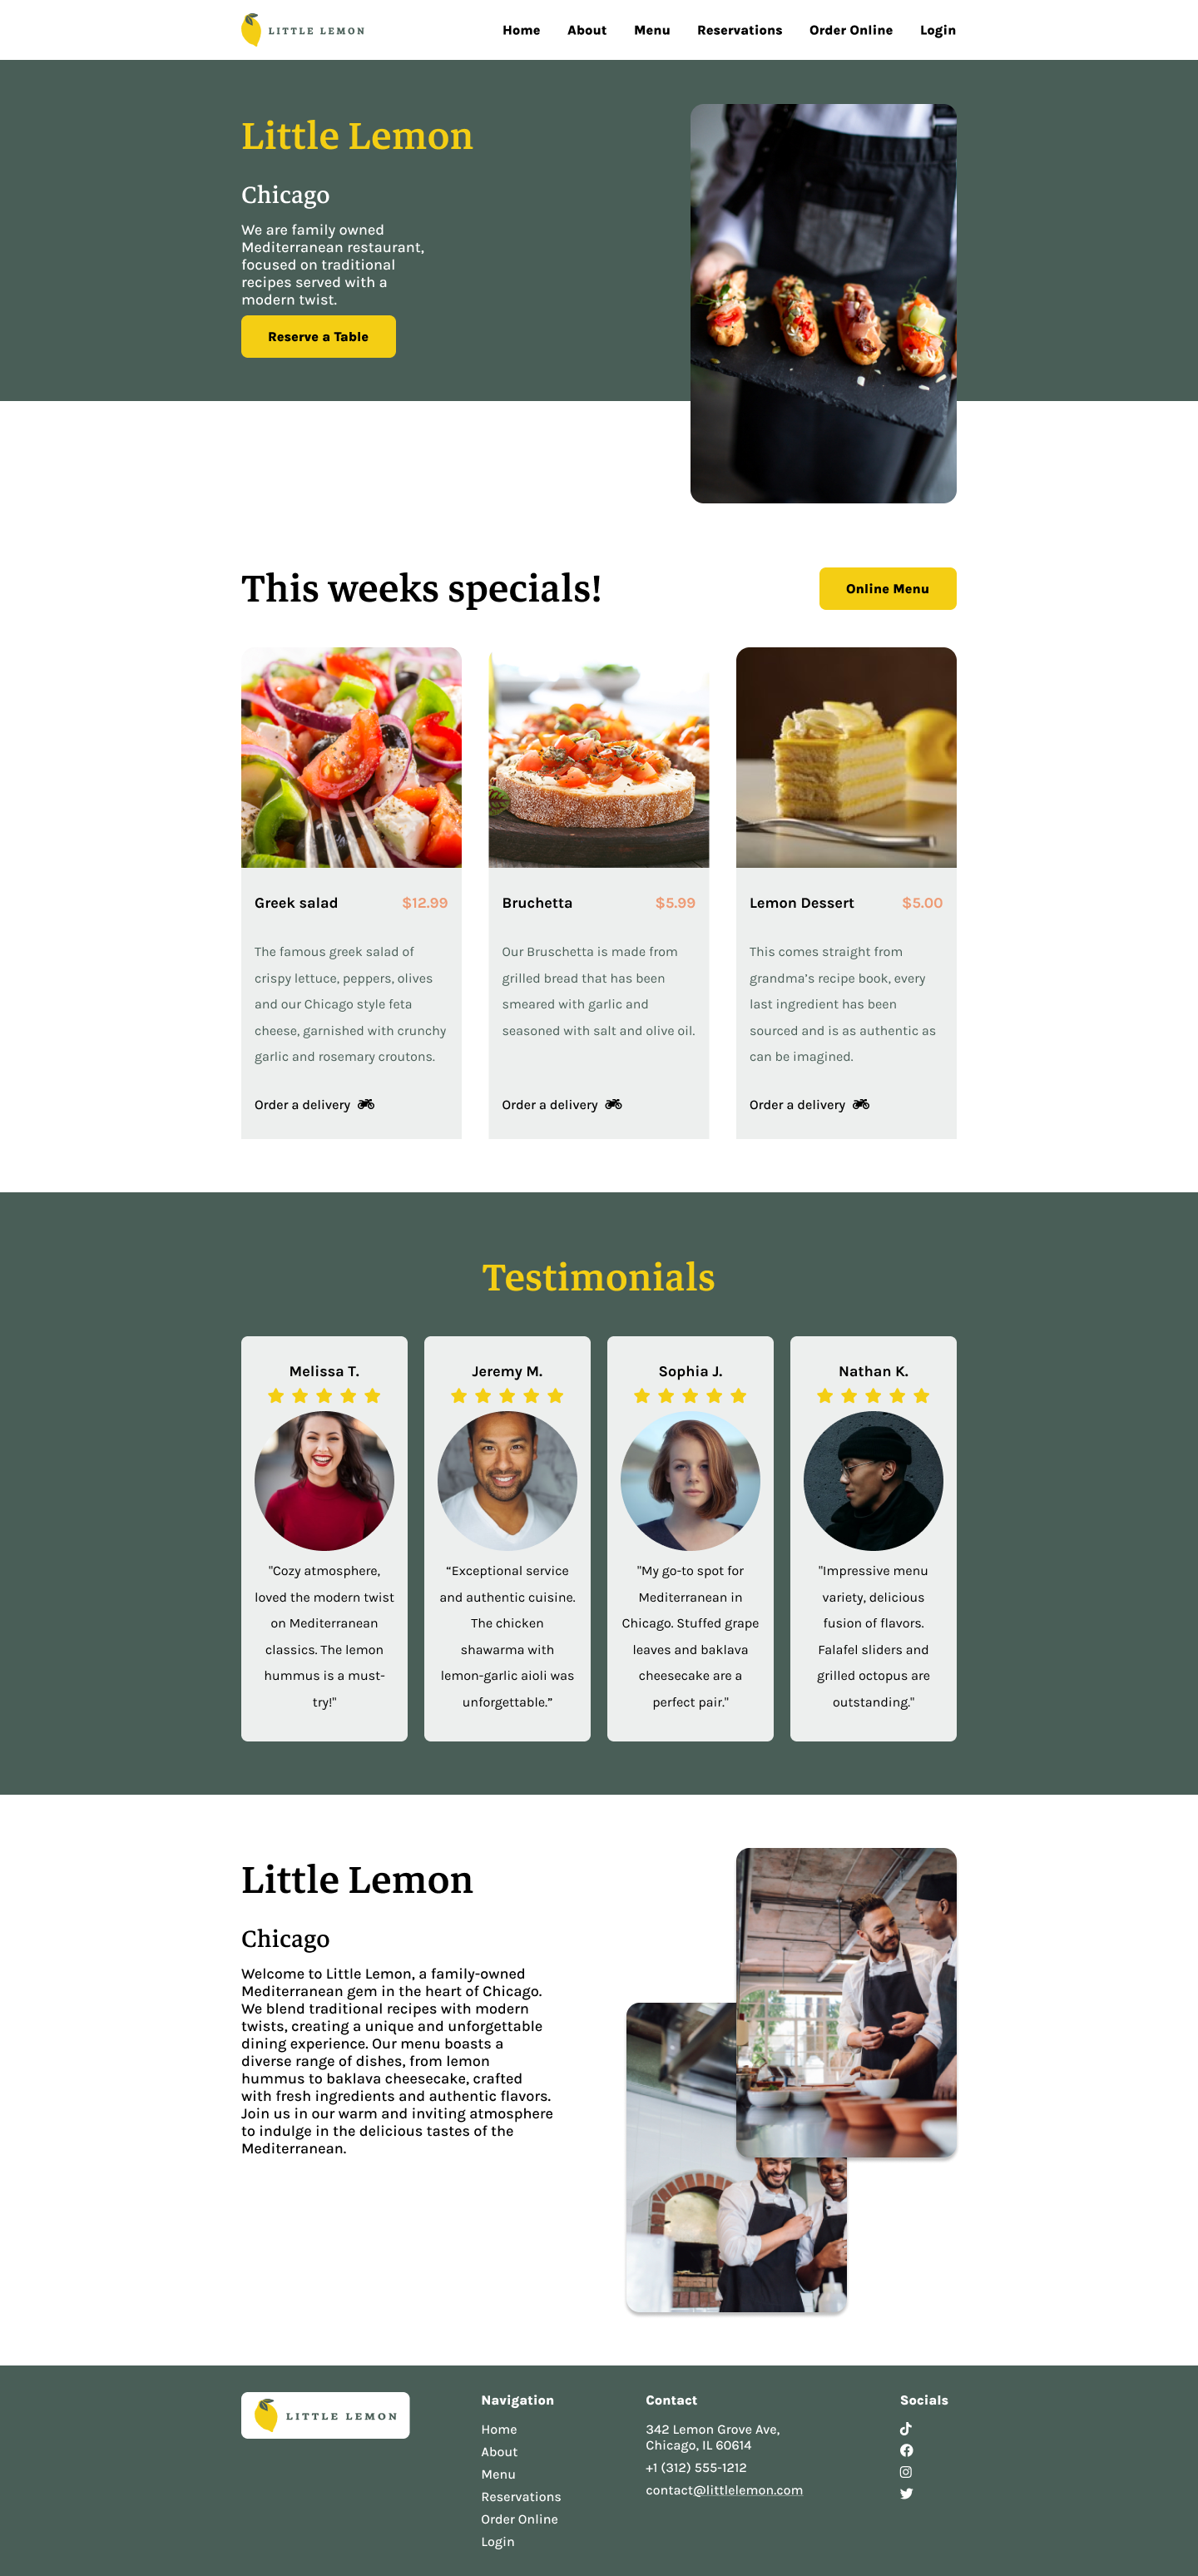 LITTLE LEMON
Home About Menu Reservations Order Online Login
Little Lemon
Chicago
We are family owned
Mediterranean restaurant,
focused on traditional
recipes served with a
modern twist.
Reserve a Table
This weeks specials!
Online Menu
Greek salad $12.99
The famous greek salad of
crispy lettuce, peppers, olives
and our Chicago style feta
cheese, garnished with crunchy
garlic and rosemary croutons.
Order a delivery
Bruchetta $5.99
Our Bruschetta is made from
grilled bread that has been
smeared with garlic and
seasoned with salt and olive oil.
Order a delivery
Lemon Dessert $5.00
This comes straight from
grandma’s recipe book, every
last ingredient has been
sourced and is as authentic as
can be imagined.
Order a delivery
Testimonials
Melissa T.
"Cozy atmosphere,
loved the modern twist
on Mediterranean
classics. The lemon
hummus is a must-
try!"
Jeremy M.
“Exceptional service
and authentic cuisine.
The chicken
shawarma with
lemon-garlic aioli was
unforgettable.”
Sophia J.
"My go-to spot for
Mediterranean in
Chicago. Stuffed grape
leaves and baklava
cheesecake are a
perfect pair."
Nathan K.
"Impressive menu
variety, delicious
fusion of flavors.
Falafel sliders and
grilled octopus are
outstanding."
Little Lemon
Chicago
Welcome to Little Lemon, a family-owned
Mediterranean gem in the heart of Chicago.
We blend traditional recipes with modern
twists, creating a unique and unforgettable
dining experience. Our menu boasts a
diverse range of dishes, from lemon
hummus to baklava cheesecake, crafted
with fresh ingredients and authentic flavors.
Join us in our warm and inviting atmosphere
to indulge in the delicious tastes of the
Mediterranean.
LITTLE LEMON
Navigation
Home
About
Menu
Reservations
Order Online
Login
Contact
342 Lemon Grove Ave,
Chicago, IL 60614
+1 (312) 555-1212
contact@littlelemon.com
Socials